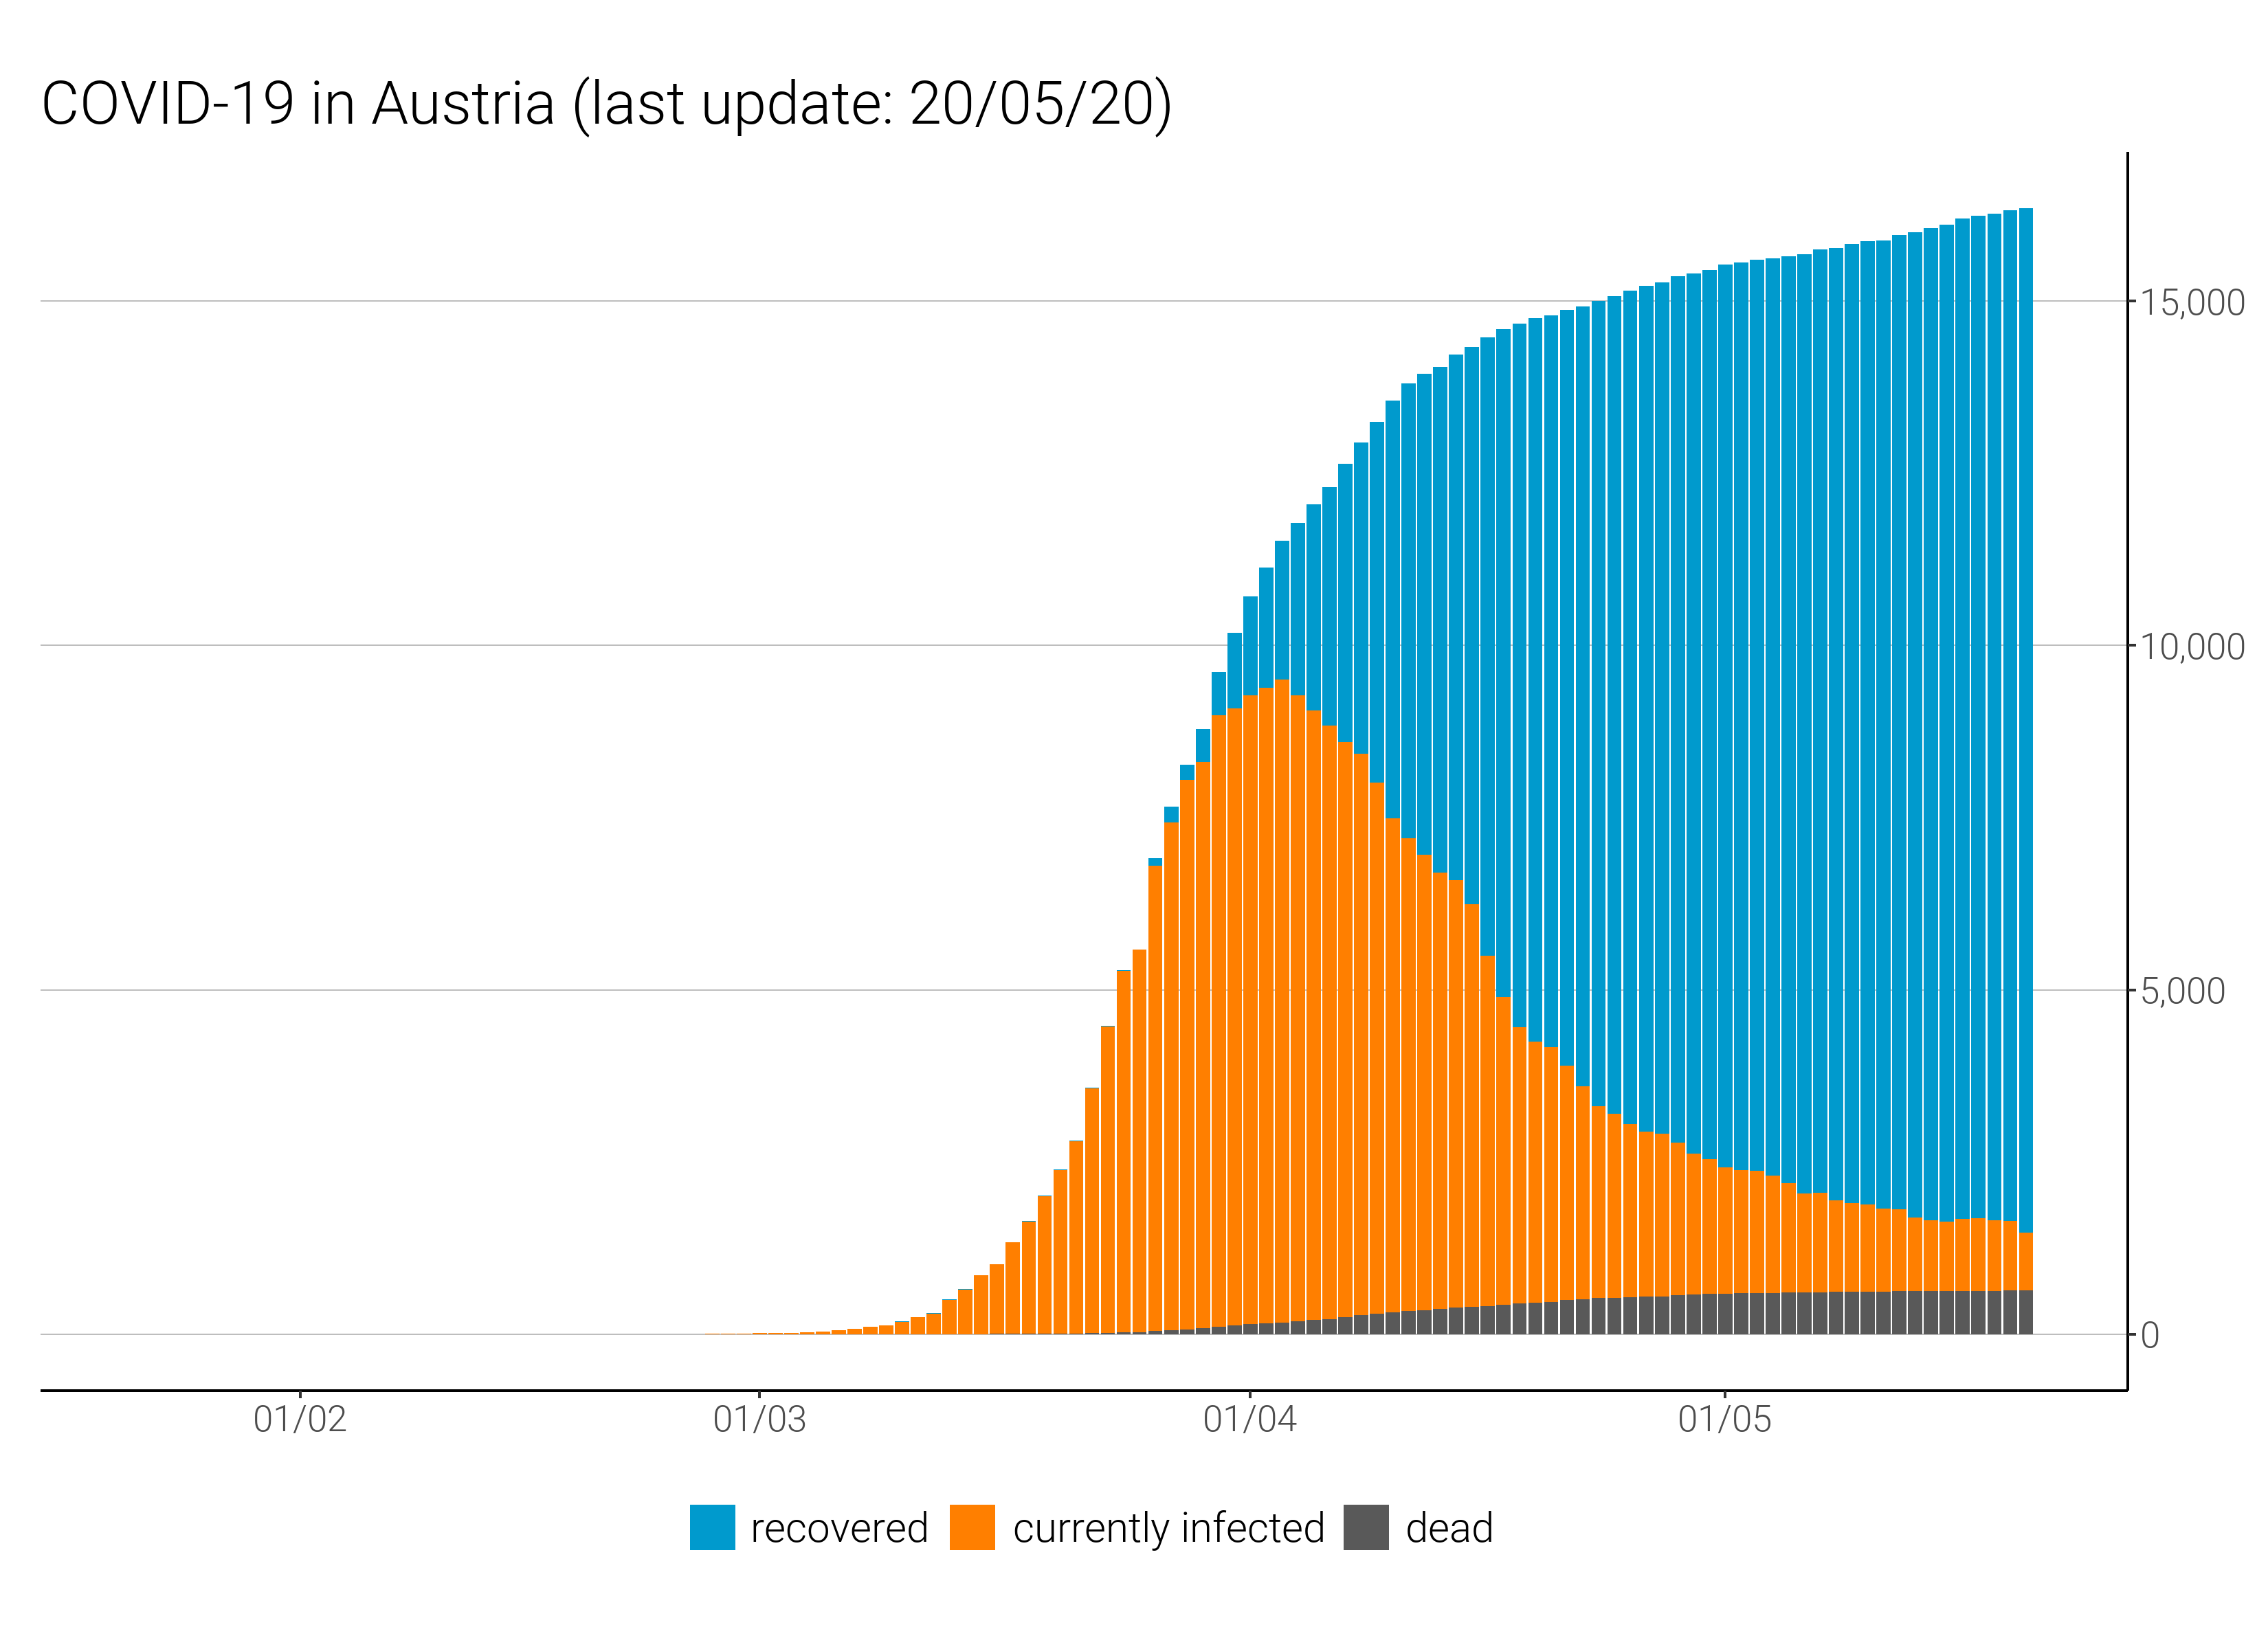 COVID-19 in Austria (last update: 20/05/20)
15,000
10,000
5,000
0
01/02 01/03 01/04 01/05
recovered currently infected dead